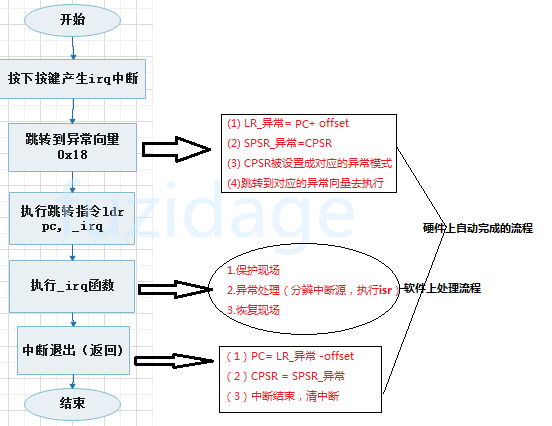 开始
按下按键产生irq中断
跳转到异常向量
0x18
执行跳转指令ldr
pc, _irq
执行_irq函数
中断退出（返回）
结束
(1) LR_异常= PC+ offset
(2) SPSR_异常=CPSR
(3) CPSR被设置成对应的异常模式
(4)跳转到对应的异常向量去执行
1.保护现场
2.异常处理（分辨中断源，执行isr）
3.恢复现场
（1）PC= LR_异常 -offset
（2）CPSR = SPSR_异常
（3）中断结束，清中断
硬件上自动完成的流程
软件上处理流程
fuzidage